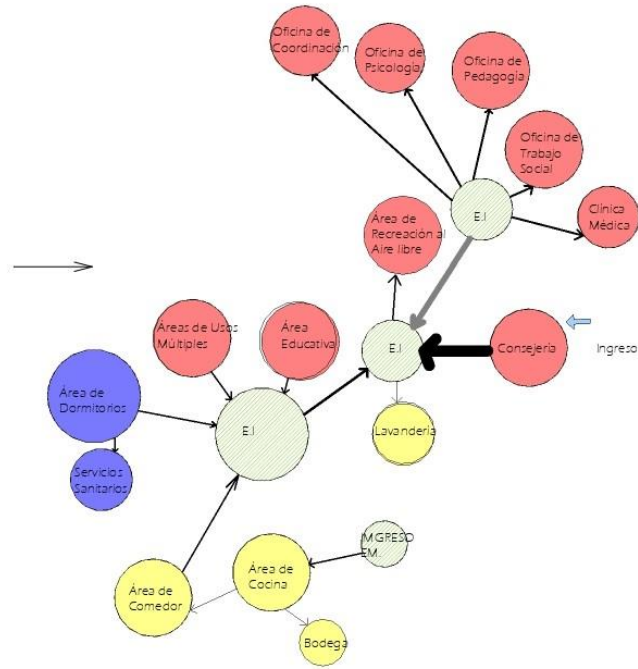 Oficina de
Coordinación
Oficina de
Psicología
Oficina de
Pedagogía
Oficina de
Trabajo
Social
Clínica
Médica
E.I
Área de
Recreación al
Aire libre
Áreas de Usos
Múltiples
Área
Educativa
E.I
Consejería
Ingreso
Área de
Dormitorios
E.I
Lavandería
Servicios
Sanitarios
IMGRESO
EM.
Área de
Cocina
Área de
Comedor
Bodega